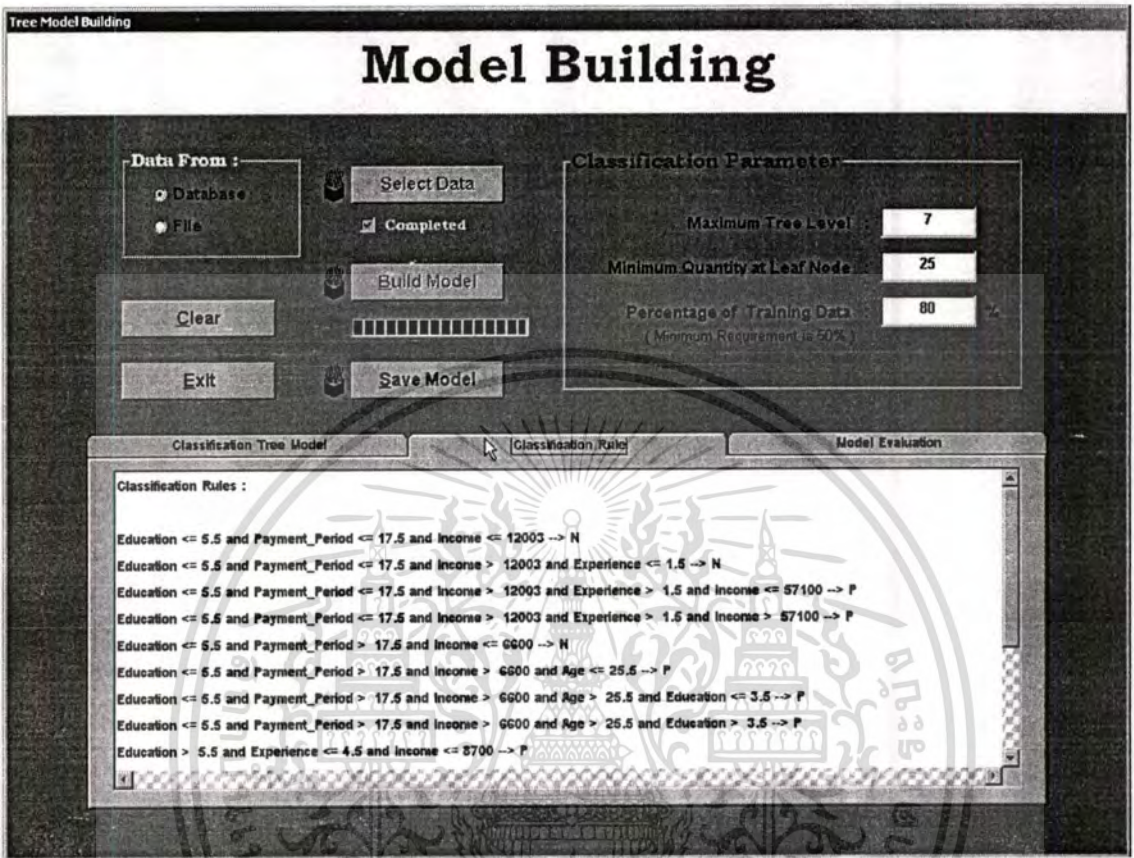 Tree Model Building
Model Building
Data From :
Database
File
Clear
Exit
Select Data
Completed
Build Model
Save Model
Classification Parameter
Maximum Tree Level : 7
Minimum Quantity at Leaf Node : 25
Percentage of Training Data : 80 %
( Minimum Requirement is 50% )
Classification Tree Model
Classification Rule
Model Evaluation
Classification Rules :
Education <= 5.5 and Payment_Period <= 17.5 and Income <= 12003 --> N
Education <= 5.5 and Payment_Period <= 17.5 and Income > 12003 and Experience <= 1.5 --> N
Education <= 5.5 and Payment_Period <= 17.5 and Income > 12003 and Experience > 1.5 and Income <= 57100 --> P
Education <= 5.5 and Payment_Period <= 17.5 and Income > 12003 and Experience > 1.5 and Income > 57100 --> P
Education <= 5.5 and Payment_Period > 17.5 and Income <= 6600 --> N
Education <= 5.5 and Payment_Period > 17.5 and Income > 6600 and Age <= 25.5 --> P
Education <= 5.5 and Payment_Period > 17.5 and Income > 6600 and Age > 25.5 and Education <= 3.5 --> P
Education <= 5.5 and Payment_Period > 17.5 and Income > 6600 and Age > 25.5 and Education > 3.5 --> P
Education > 5.5 and Experience <= 4.5 and Income <= 8700 --> P